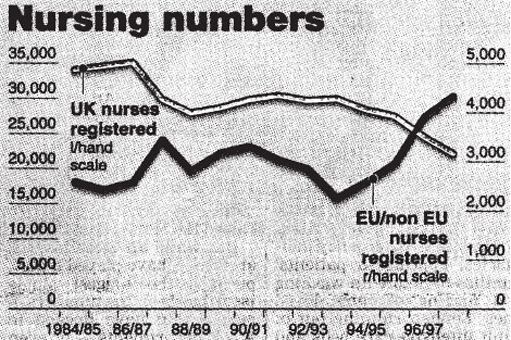 Nursing numbers
35,000
30,000
25,000
20,000
15,000
10,000
5,000
0
5,000
4,000
3,000
2,000
1,000
0
UK nurses
registered
l/hand
scale
EU/non EU
nurses
registered
r/hand scale
1984/85 86/87 88/89 90/91 92/93 94/95 96/97